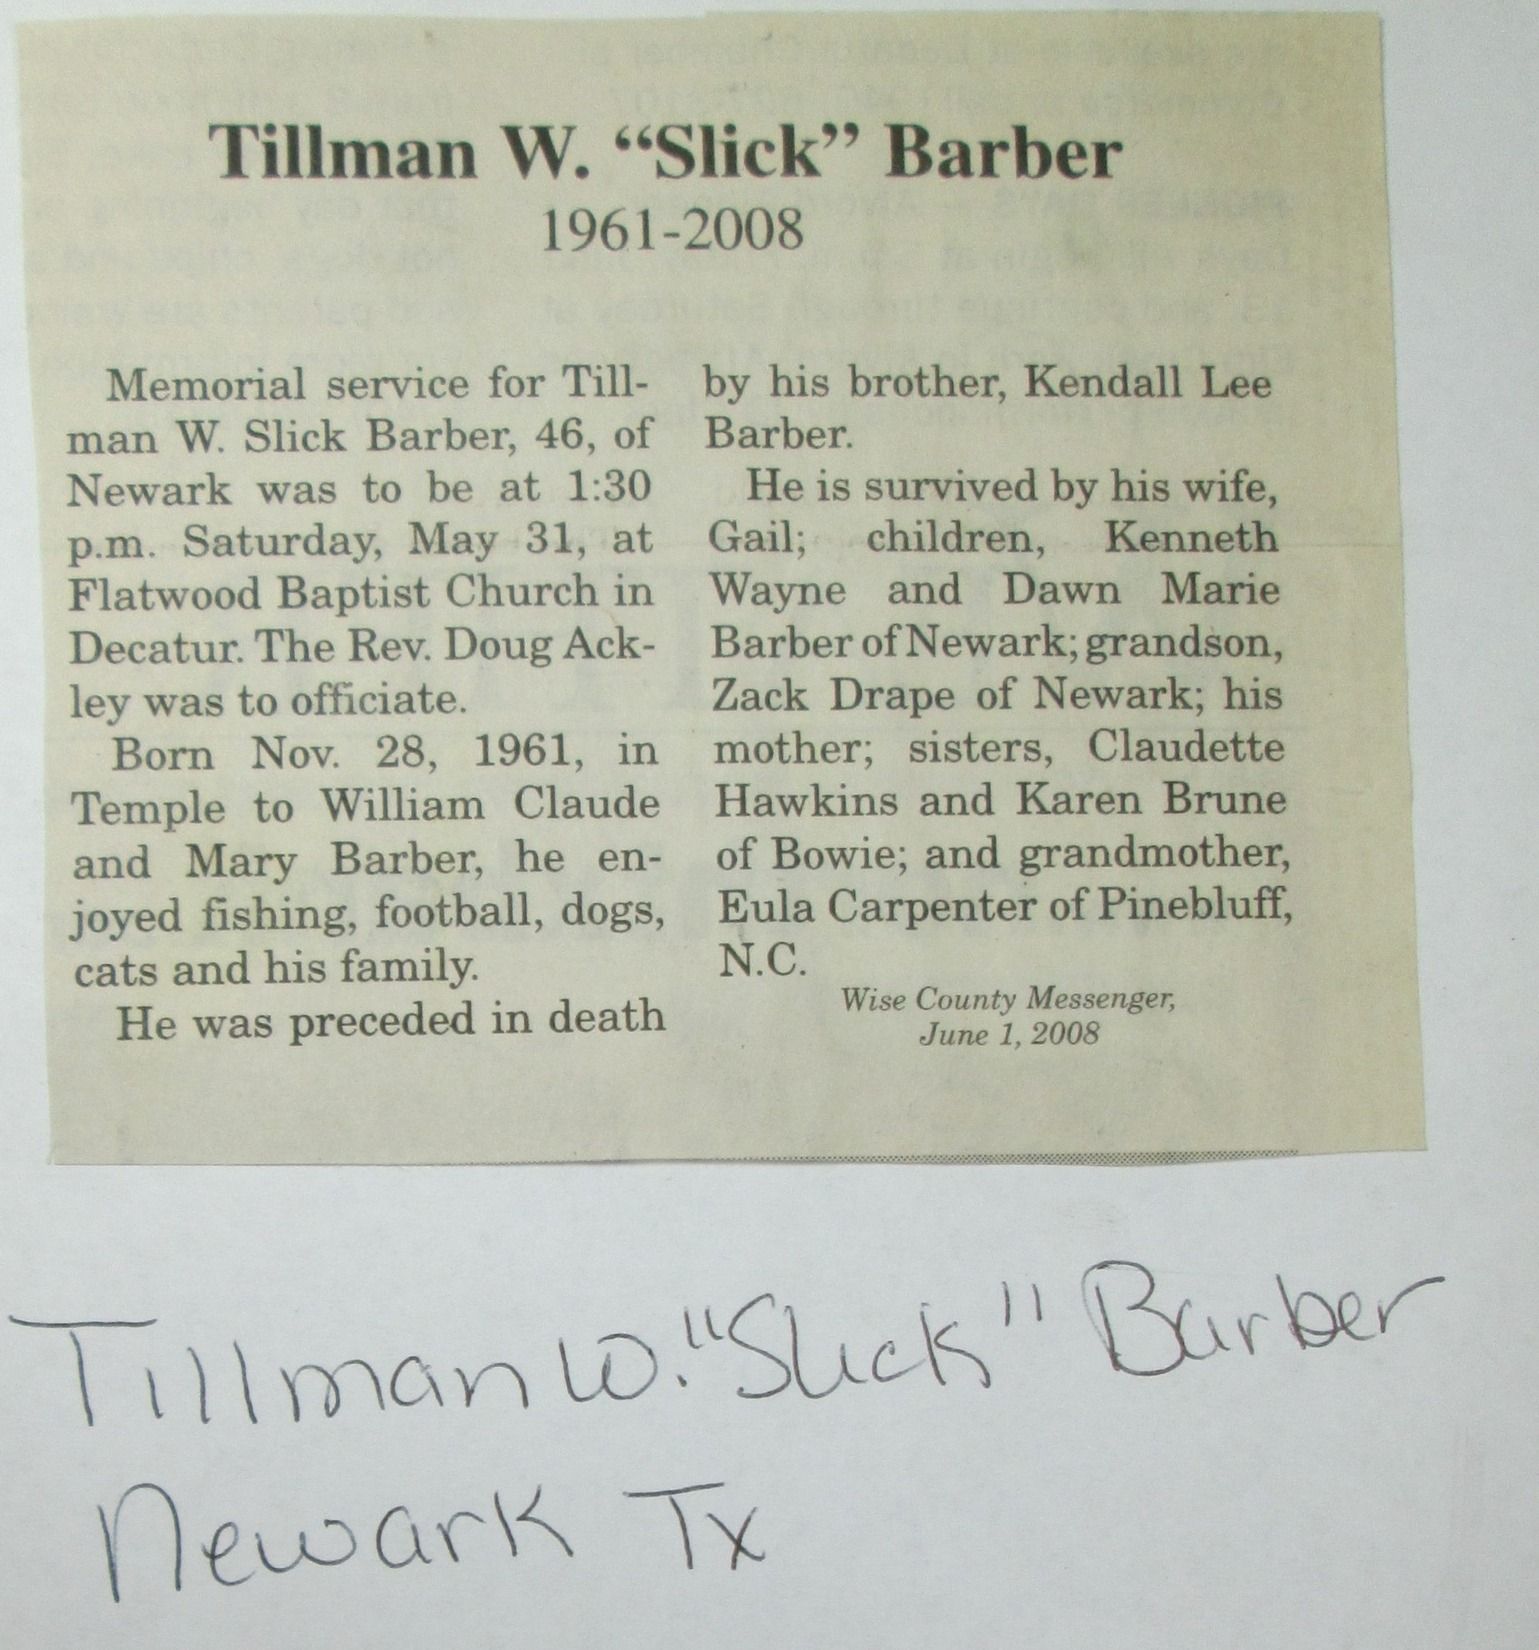 Tillman W. “Slick” Barber
1961-2008
Memorial service for Till-
man W. Slick Barber, 46, of
Newark was to be at 1:30
p.m. Saturday, May 31, at
Flatwood Baptist Church in
Decatur. The Rev. Doug Ack-
ley was to officiate.
Born Nov. 28, 1961, in
Temple to William Claude
and Mary Barber, he en-
joyed fishing, football, dogs,
cats and his family.
He was preceded in death
by his brother, Kendall Lee
Barber.
He is survived by his wife,
Gail; children, Kenneth
Wayne and Dawn Marie
Barber of Newark; grandson,
Zack Drape of Newark; his
mother; sisters, Claudette
Hawkins and Karen Brune
of Bowie; and grandmother,
Eula Carpenter of Pinebluff,
N.C.
Wise County Messenger,
June 1, 2008
Tillman W. "Slick" Barber
Newark Tx